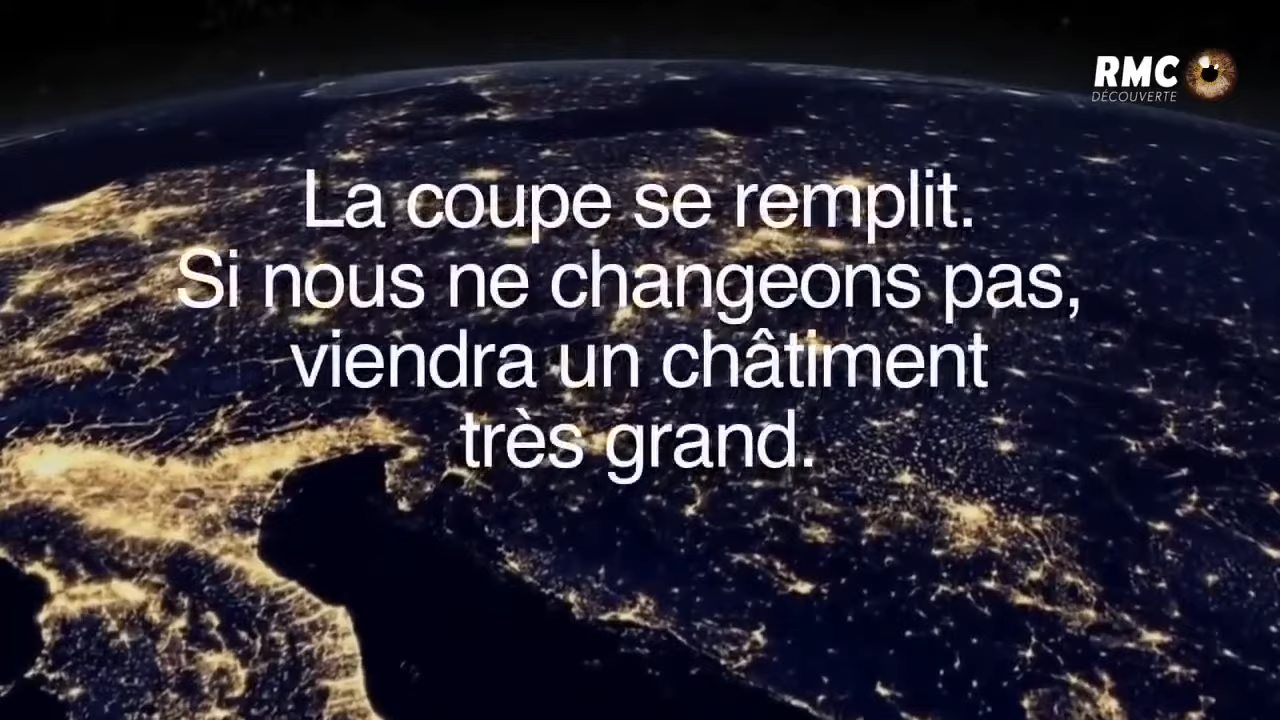 RMC
DÉCOUVERTE
La coupe se remplit.
Si nous ne changeons pas,
viendra un châtiment
très grand.